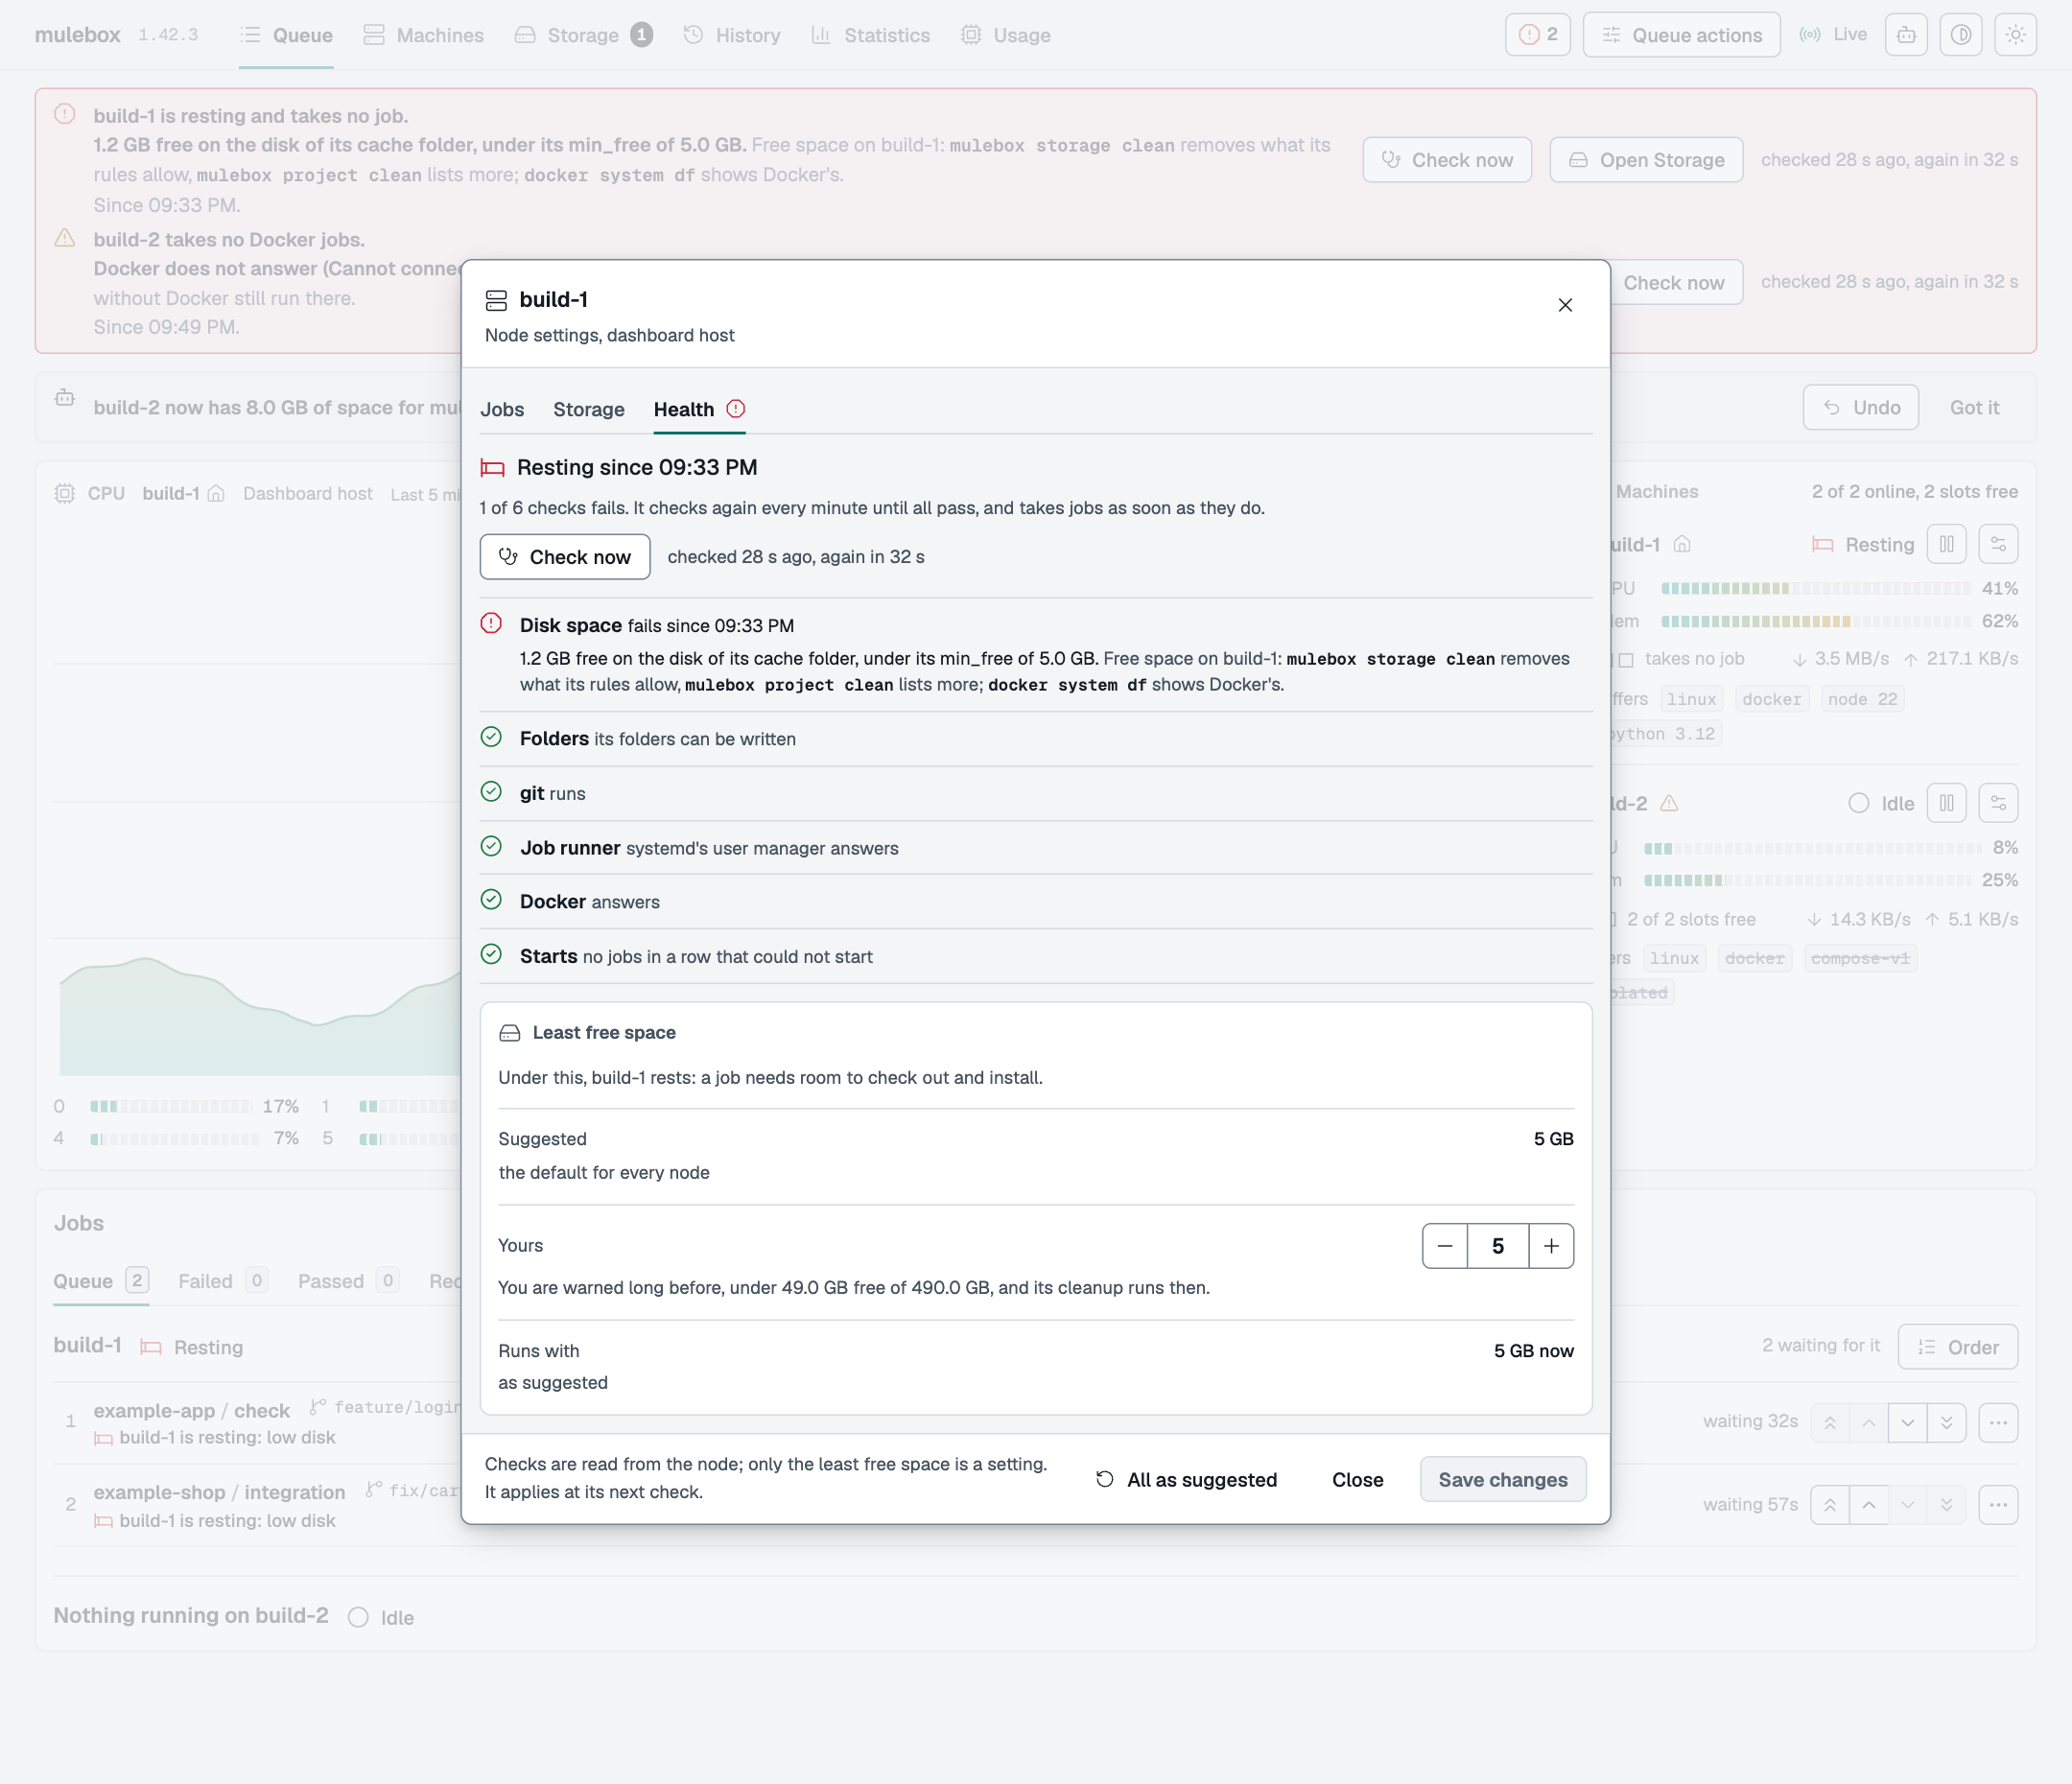 mulebox 1.42.3 Queue Machines Storage 1 History Statistics Usage 2 Queue actions Live
build-1 is resting and takes no job.
1.2 GB free on the disk of its cache folder, under its min_free of 5.0 GB. Free space on build-1: mulebox storage clean removes what its
rules allow, mulebox project clean lists more; docker system df shows Docker's.
Since 09:33 PM.
Check now Open Storage checked 28 s ago, again in 32 s
build-2 takes no Docker jobs.
Docker does not answer (Cannot connec
without Docker still run there.
Since 09:49 PM.
Check now checked 28 s ago, again in 32 s
build-2 now has 8.0 GB of space for mul
Undo Got it
CPU build-1 Dashboard host Last 5 mi
0 17% 1
4 7% 5
Machines 2 of 2 online, 2 slots free
uild-1 Resting
PU 41%
em 62%
takes no job 3.5 MB/s 217.1 KB/s
ffers linux docker node 22
python 3.12
ld-2 Idle
U 8%
m 25%
2 of 2 slots free 14.3 KB/s 5.1 KB/s
ers linux docker compose-v1
olated
Jobs
Queue 2 Failed 0 Passed 0 Rec
build-1 Resting
2 waiting for it Order
1 example-app / check feature/login
build-1 is resting: low disk
waiting 32s
2 example-shop / integration fix/car
build-1 is resting: low disk
waiting 57s
Nothing running on build-2 Idle
build-1
Node settings, dashboard host
Jobs Storage Health
Resting since 09:33 PM
1 of 6 checks fails. It checks again every minute until all pass, and takes jobs as soon as they do.
Check now checked 28 s ago, again in 32 s
Disk space fails since 09:33 PM
1.2 GB free on the disk of its cache folder, under its min_free of 5.0 GB. Free space on build-1: mulebox storage clean removes
what its rules allow, mulebox project clean lists more; docker system df shows Docker's.
Folders its folders can be written
git runs
Job runner systemd's user manager answers
Docker answers
Starts no jobs in a row that could not start
Least free space
Under this, build-1 rests: a job needs room to check out and install.
Suggested 5 GB
the default for every node
Yours 5
You are warned long before, under 49.0 GB free of 490.0 GB, and its cleanup runs then.
Runs with 5 GB now
as suggested
Checks are read from the node; only the least free space is a setting.
It applies at its next check.
All as suggested Close Save changes